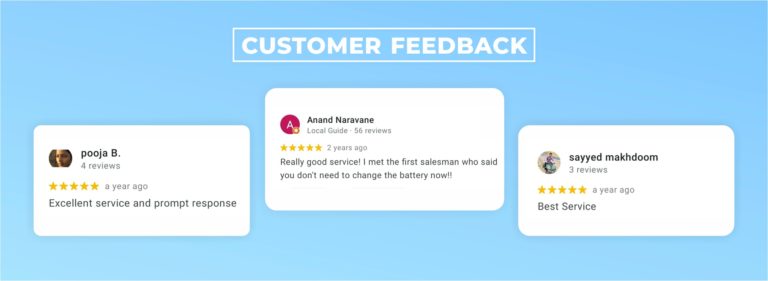 CUSTOMER FEEDBACK
pooja B.
4 reviews
a year ago
Excellent service and prompt response
A
Anand Naravane
Local Guide · 56 reviews
2 years ago
Really good service! I met the first salesman who said
you don't need to change the battery now!!
sayyed makhdoom
3 reviews
a year ago
Best Service